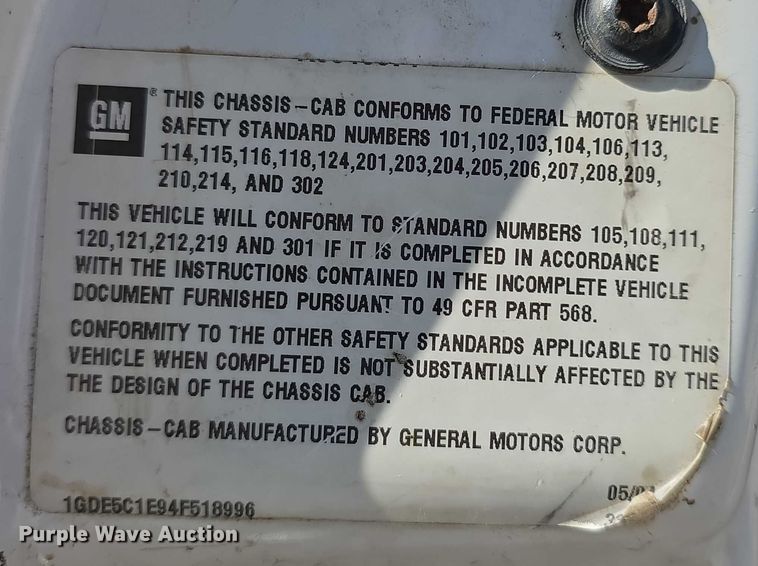 GM
® THIS CHASSIS-CAB CONFORMS TO FEDERAL MOTOR VEHICLE
SAFETY STANDARD NUMBERS 101,102,103,104,106,113,
114,115,116,118,124,201,203,204,205,206,207,208,209,
210,214, AND 302
THIS VEHICLE WILL CONFORM TO STANDARD NUMBERS 105,108,111,
120,121,212,219 AND 301 IF IT IS COMPLETED IN ACCORDANCE
WITH THE INSTRUCTIONS CONTAINED IN THE INCOMPLETE VEHICLE
DOCUMENT FURNISHED PURSUANT TO 49 CFR PART 568.
CONFORMITY TO THE OTHER SAFETY STANDARDS APPLICABLE TO THIS
VEHICLE WHEN COMPLETED IS NOT SUBSTANTIALLY AFFECTED BY THE
THE DESIGN OF THE CHASSIS CAB.
CHASSIS-CAB MANUFACTURED BY GENERAL MOTORS CORP.
05/
1GDE5C1E94F518996
Purple Wave Auction